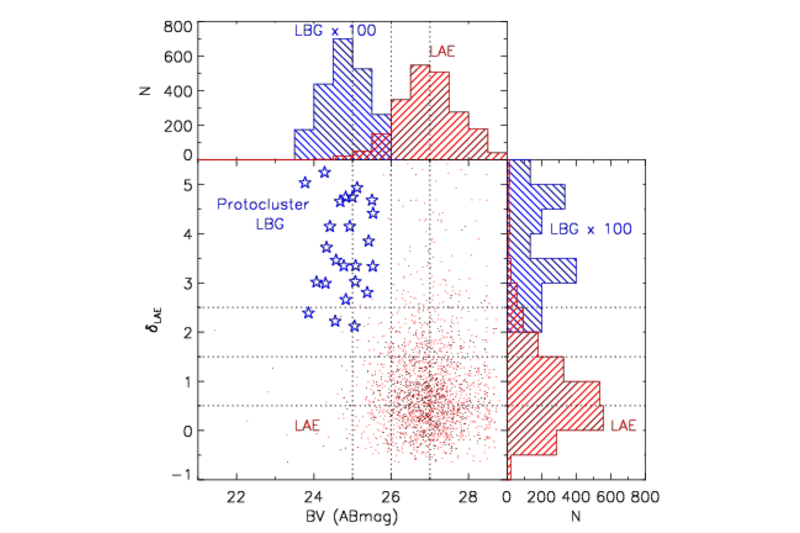 800
600
400
200
0
N
LBG x 100
LAE
5
4
3
2
1
0
-1
δLAE
Protocluster
LBG
LAE
LBG x 100
LAE
22 24 26 28
BV (ABmag)
0 200 400 600 800
N